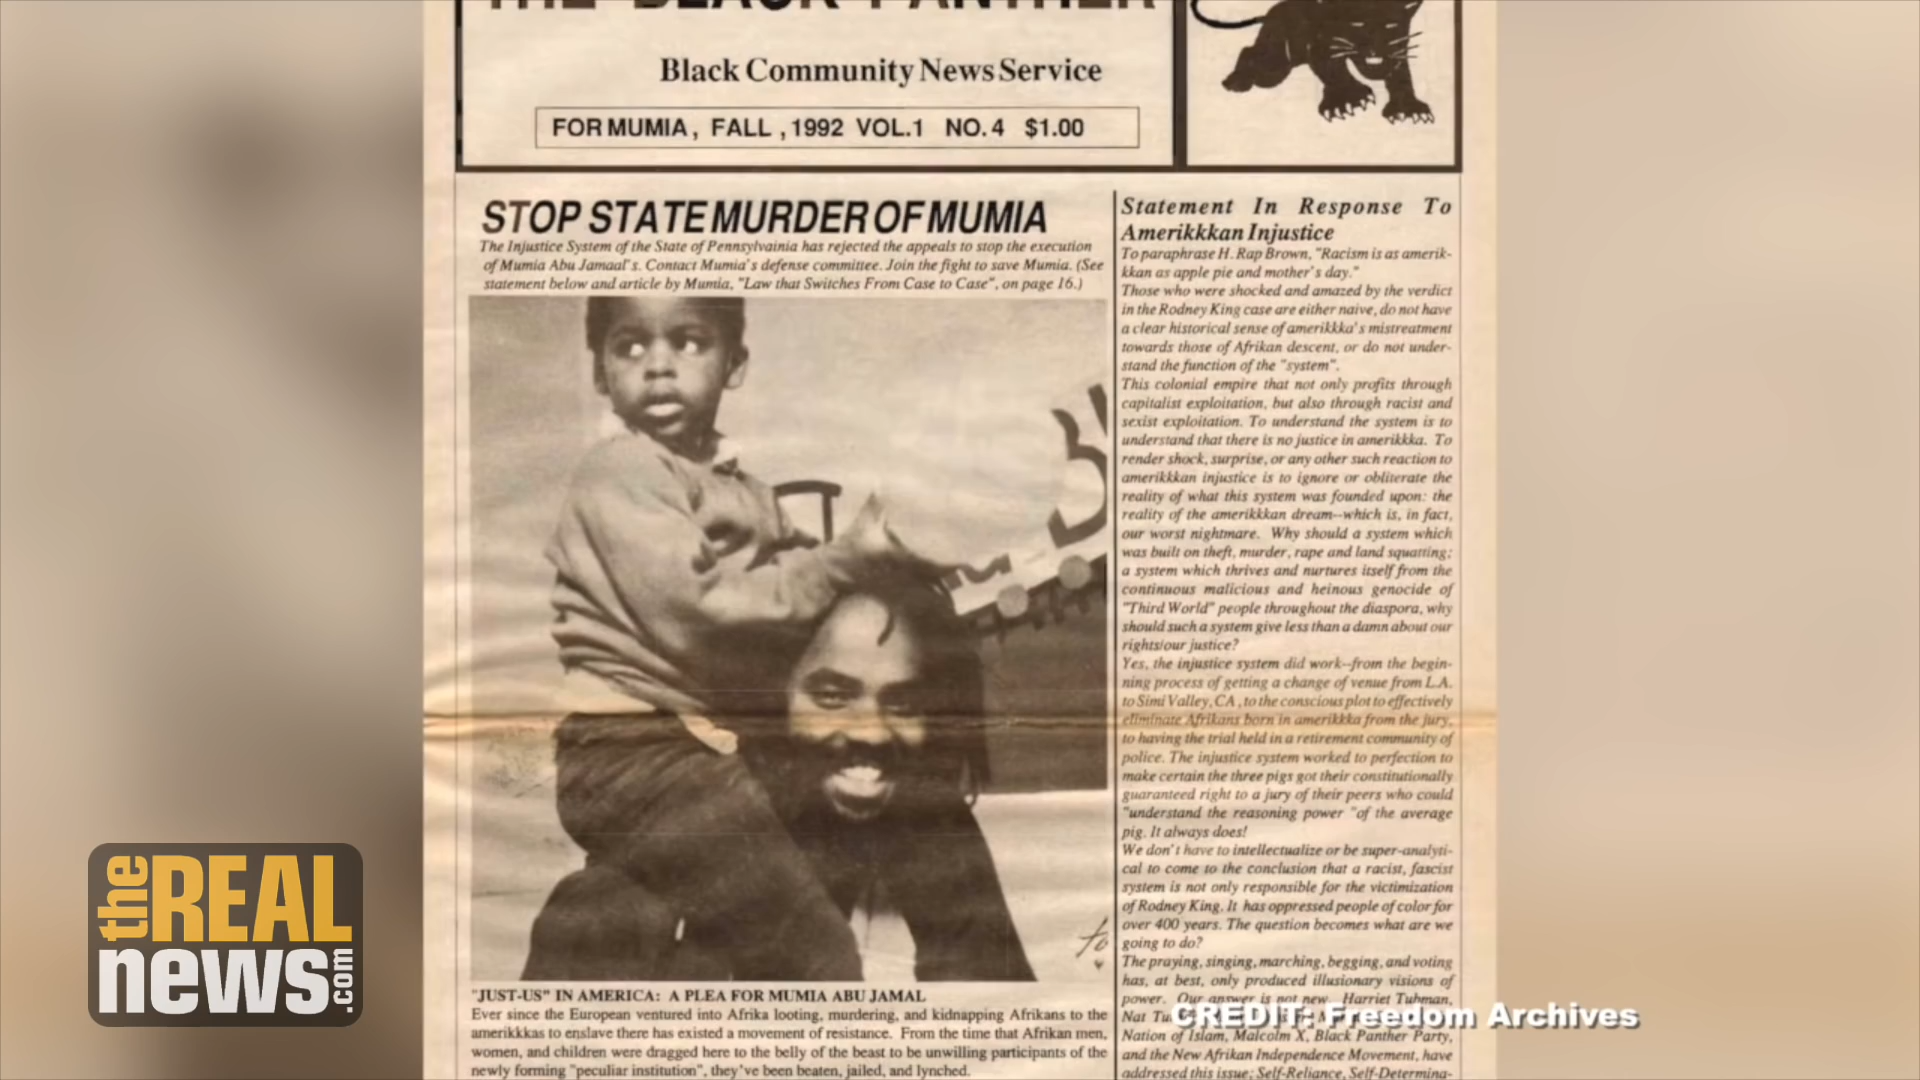 THE BLACK PANTHER
Black Community News Service
FOR MUMIA, FALL, 1992 VOL.1 NO. 4 $1.00
STOP STATE MURDER OF MUMIA
The Injustice System of the State of Pennsylvainia has rejected the appeals to stop the execution
of Mumia Abu Jamaal's. Contact Mumia's defense committee. Join the fight to save Mumia. (See
statement below and article by Mumia, "Law that Switches From Case to Case", on page 16.)
"JUST-US" IN AMERICA: A PLEA FOR MUMIA ABU JAMAL
Ever since the European ventured into Afrika looting, murdering, and kidnapping Afrikans to the
amerikkkas to enslave there has existed a movement of resistance. From the time that Afrikan men,
women, and children were dragged here to the belly of the beast to be unwilling participants of the
newly forming "peculiar institution", they've been beaten, jailed, and lynched.
Statement In Response To
Amerikkkan Injustice
To paraphrase H. Rap Brown, "Racism is as amerik-
kkan as apple pie and mother's day."
Those who were shocked and amazed by the verdict
in the Rodney King case are either naive, do not have
a clear historical sense of amerikkka's mistreatment
towards those of Afrikan descent, or do not under-
stand the function of the "system".
This colonial empire that not only profits through
capitalist exploitation, but also through racist and
sexist exploitation. To understand the system is to
understand that there is no justice in amerikkka. To
render shock, surprise, or any other such reaction to
amerikkkan injustice is to ignore or obliterate the
reality of what this system was founded upon: the
reality of the amerikkkan dream--which is, in fact,
our worst nightmare. Why should a system which
was built on theft, murder, rape and land squatting;
a system which thrives and nurtures itself from the
continuous malicious and heinous genocide of
"Third World" people throughout the diaspora, why
should such a system give less than a damn about our
rights/our justice?
Yes, the injustice system did work--from the begin-
ning process of getting a change of venue from L.A.
to Simi Valley, CA, to the conscious plot to effectively
eliminate Afrikans born in amerikkka from the jury,
to having the trial held in a retirement community of
police. The injustice system worked to perfection to
make certain the three pigs got their constitutionally
guaranteed right to a jury of their peers who could
"understand the reasoning power "of the average
pig. It always does!
We don't have to intellectualize or be super-analyti-
cal to come to the conclusion that a racist, fascist
system is not only responsible for the victimization
of Rodney King. It has oppressed people of color for
over 400 years. The question becomes what are we
going to do?
The praying, singing, marching, begging, and voting
has, at best, only produced illusionary visions of
power. Our answer is not new. Harriet Tubman,
Nat
Nation of Islam, Malcolm X, Black Panther Party,
and the New Afrikan Independence Movement, have
addressed this issue: Self-Reliance, Self-Determina-
the REAL
news.com
CREDIT: Freedom Archives